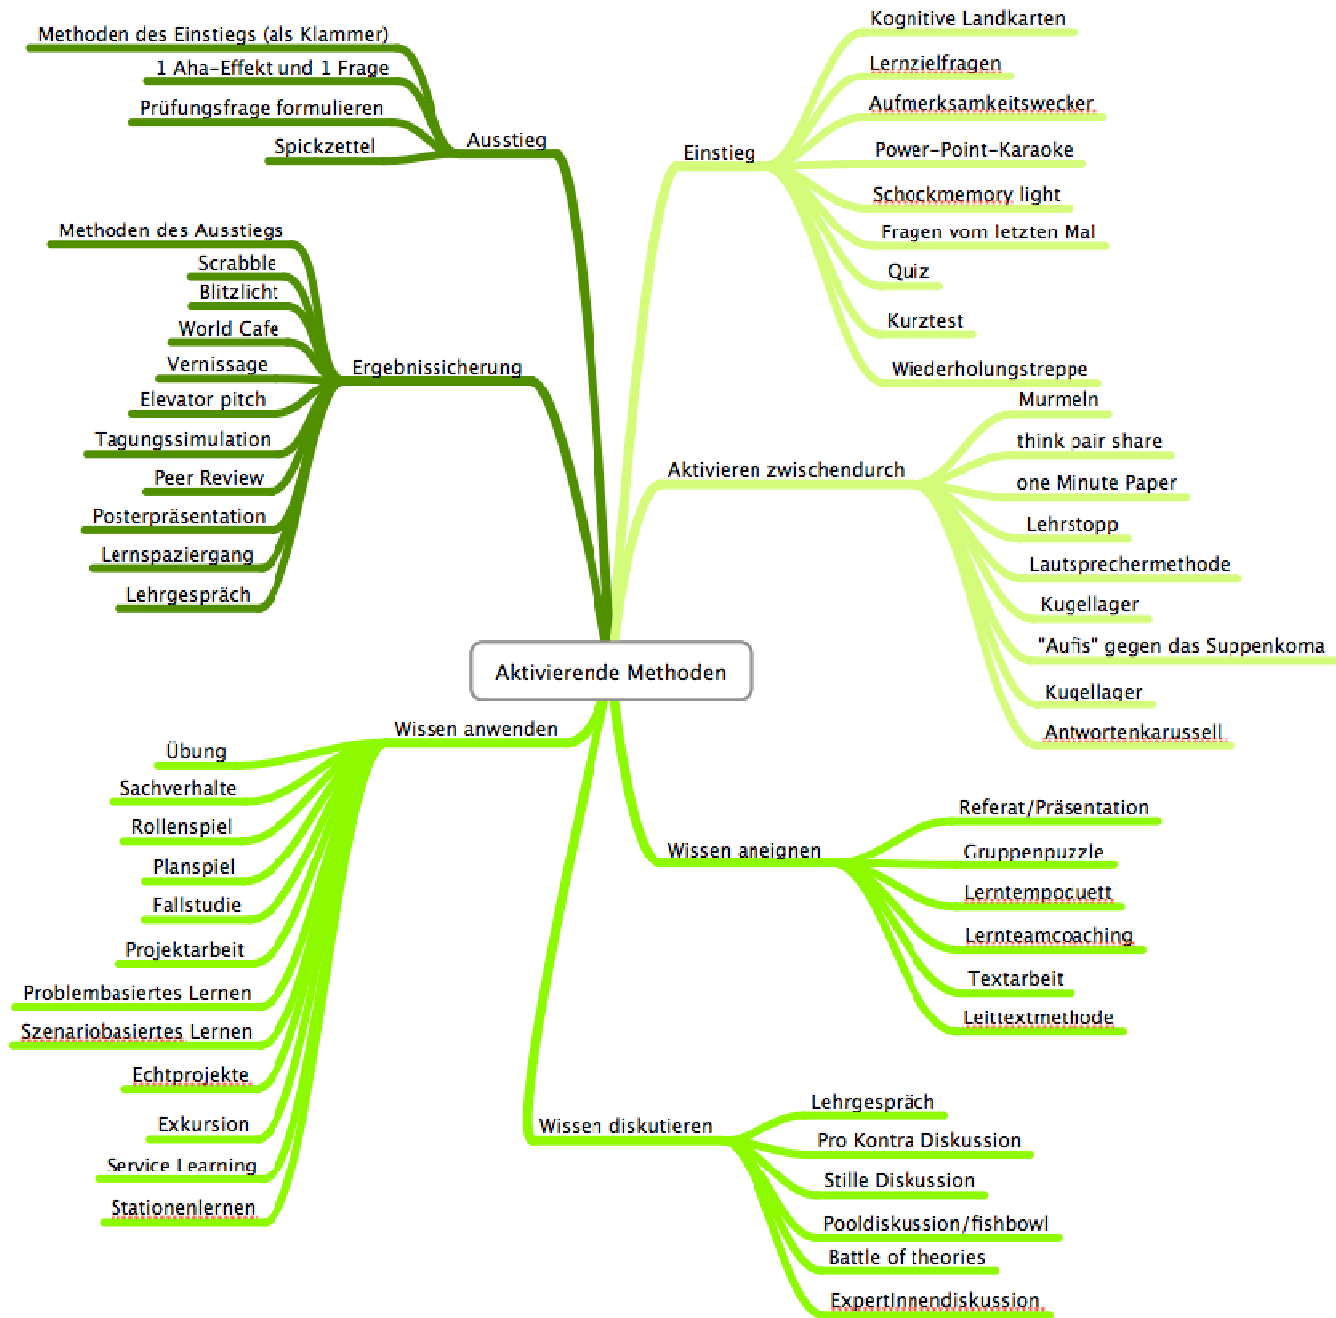 Aktivierende Methoden
Einstieg
Kognitive Landkarten
Lernzielfragen
Aufmerksamkeitswecker
Power-Point-Karaoke
Schockmemory light
Fragen vom letzten Mal
Quiz
Kurztest
Wiederholungstreppe
Aktivieren zwischendurch
Murmeln
think pair share
one Minute Paper
Lehrstopp
Lautsprechermethode
Kugellager
"Aufis" gegen das Suppenkoma
Kugellager
Antwortenkarussell
Wissen aneignen
Referat/Präsentation
Gruppenpuzzle
Lerntempoduett
Lernteamcoaching
Textarbeit
Leittextmethode
Wissen diskutieren
Lehrgespräch
Pro Kontra Diskussion
Stille Diskussion
Pooldiskussion/fishbowl
Battle of theories
ExpertInnendiskussion
Wissen anwenden
Übung
Sachverhalte
Rollenspiel
Planspiel
Fallstudie
Projektarbeit
Problembasiertes Lernen
Szenariobasiertes Lernen
Echtprojekte
Exkursion
Service Learning
Stationenlernen
Ergebnissicherung
Methoden des Ausstiegs
Scrabble
Blitzlicht
World Cafe
Vernissage
Elevator pitch
Tagungssimulation
Peer Review
Posterpräsentation
Lernspaziergang
Lehrgespräch
Ausstieg
Methoden des Einstiegs (als Klammer)
1 Aha-Effekt und 1 Frage
Prüfungsfrage formulieren
Spickzettel